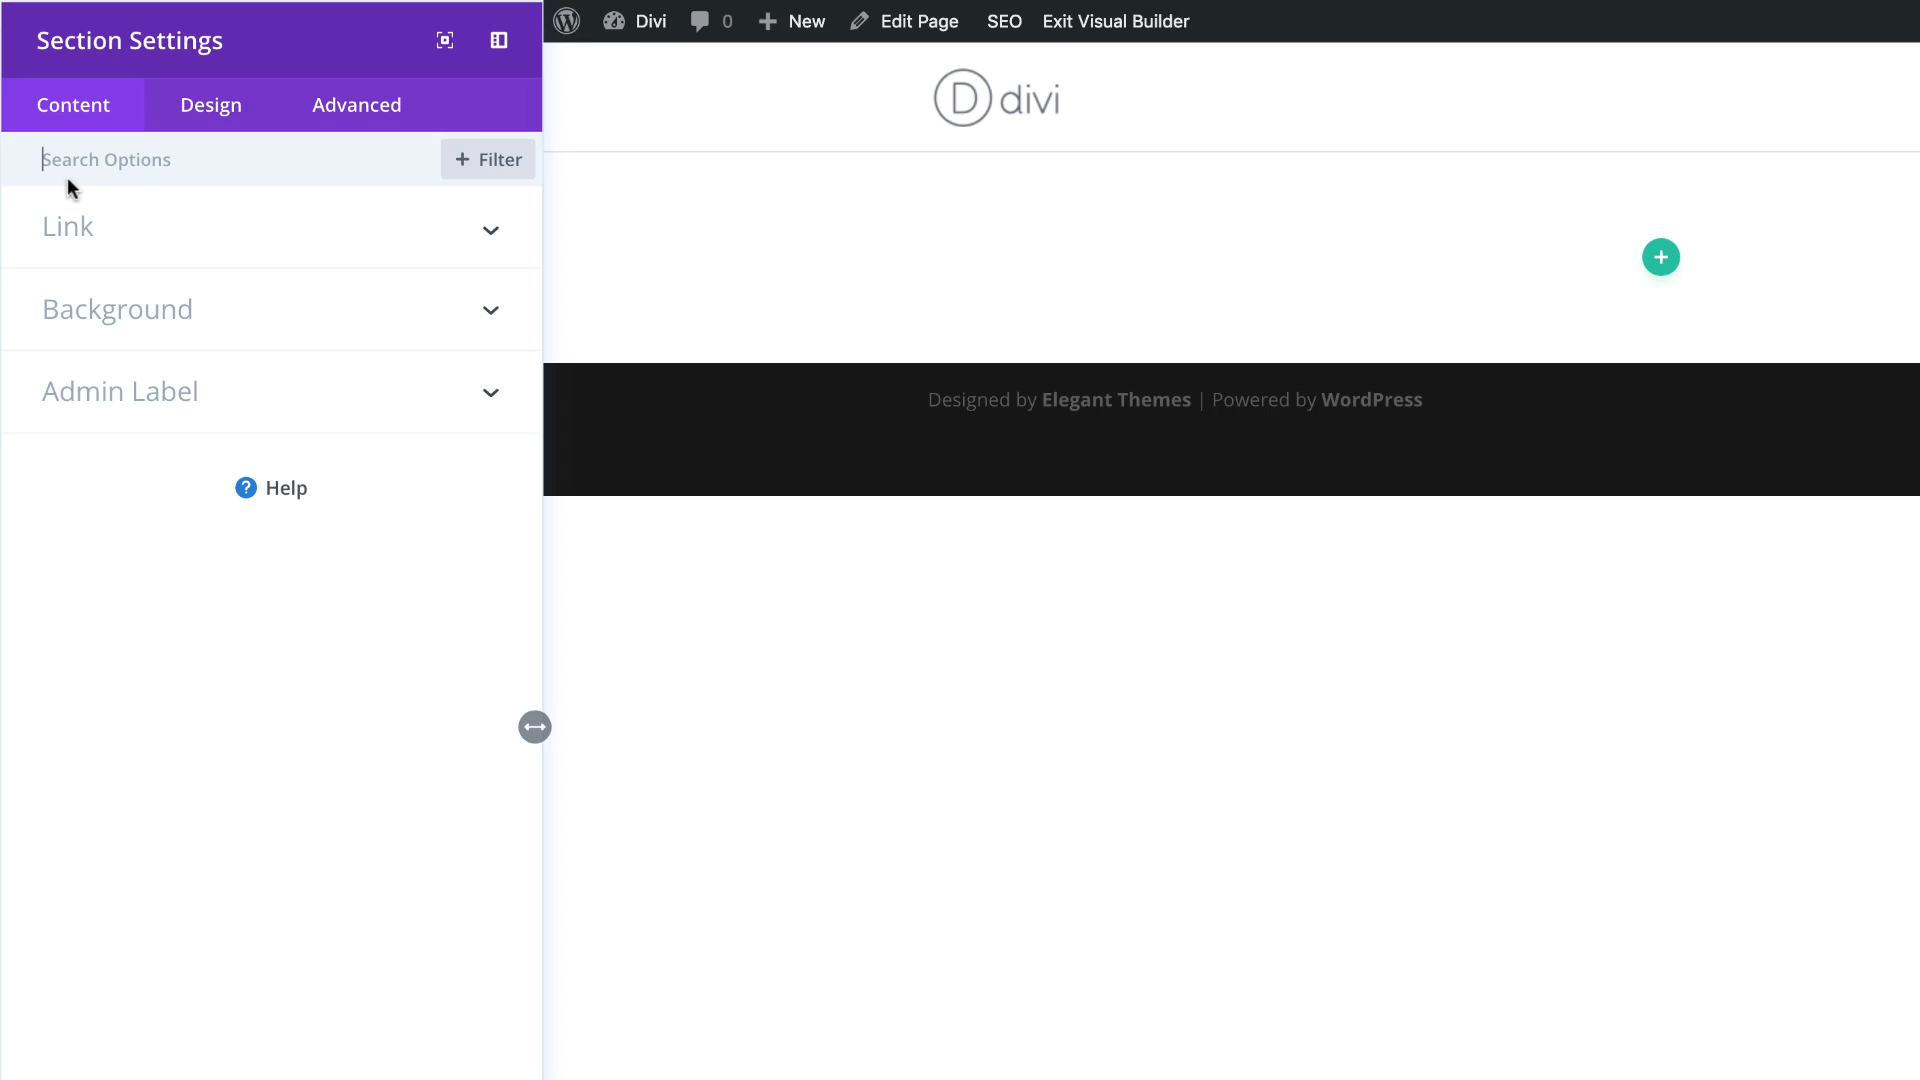 Section Settings
Content Design Advanced
Search Options + Filter
Link
Background
Admin Label
? Help
Divi 0 + New Edit Page SEO Exit Visual Builder
D divi
+
Designed by Elegant Themes | Powered by WordPress